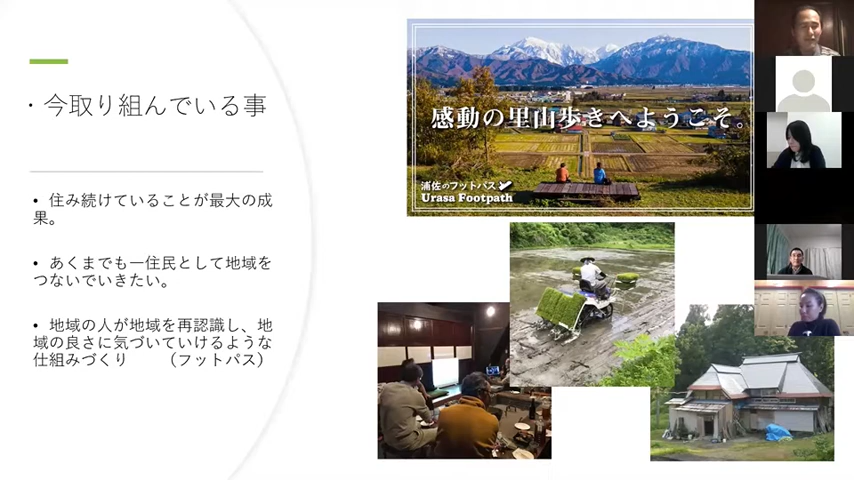 ・今取り組んでいる事
• 住み続けていることが最大の成
果。
• あくまでも一住民として地域を
つないでいきたい。
• 地域の人が地域を再認識し、地
域の良さに気づいていけるような
仕組みづくり　　（フットパス）
感動の里山歩きへようこそ。
浦佐のフットパス
Urasa Footpath